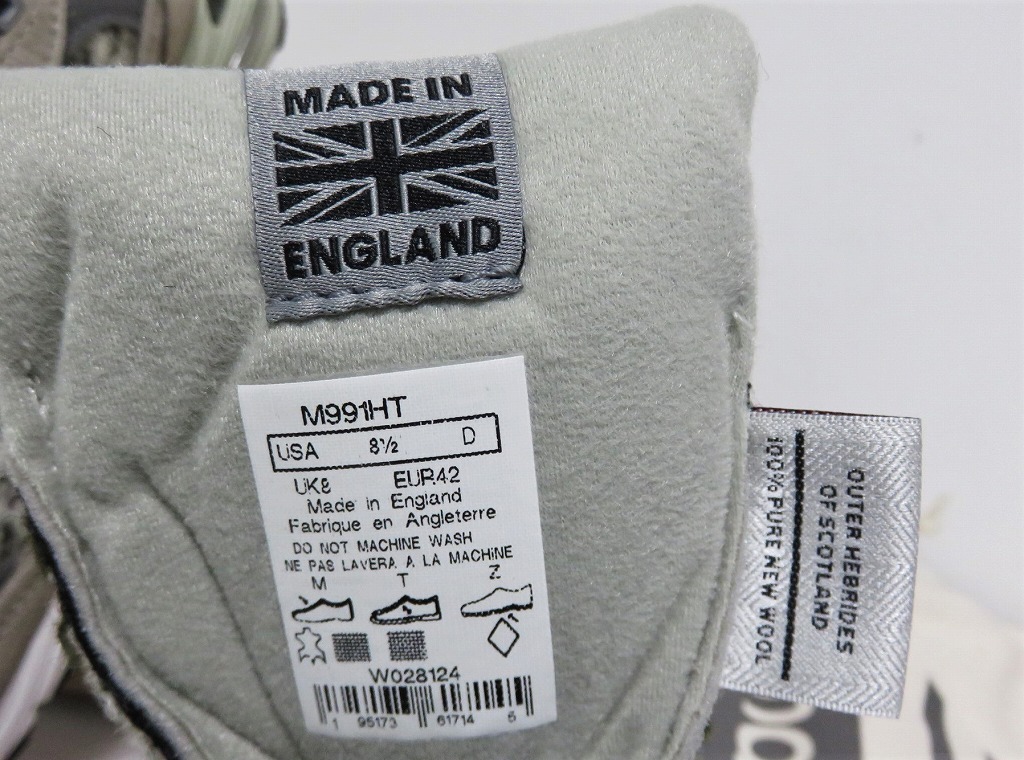 MADE IN
ENGLAND
M991HT
USA 8½ D
UK8 EUR42
Made in England
Fabrique en Angleterre
DO NOT MACHINE WASH
NE PAS LAVERA A LA MACHINE
M T Z
W028124
1 95173 61714 5
OUTER HEBRIDES
OF SCOTLAND
100% PURE NEW WOOL